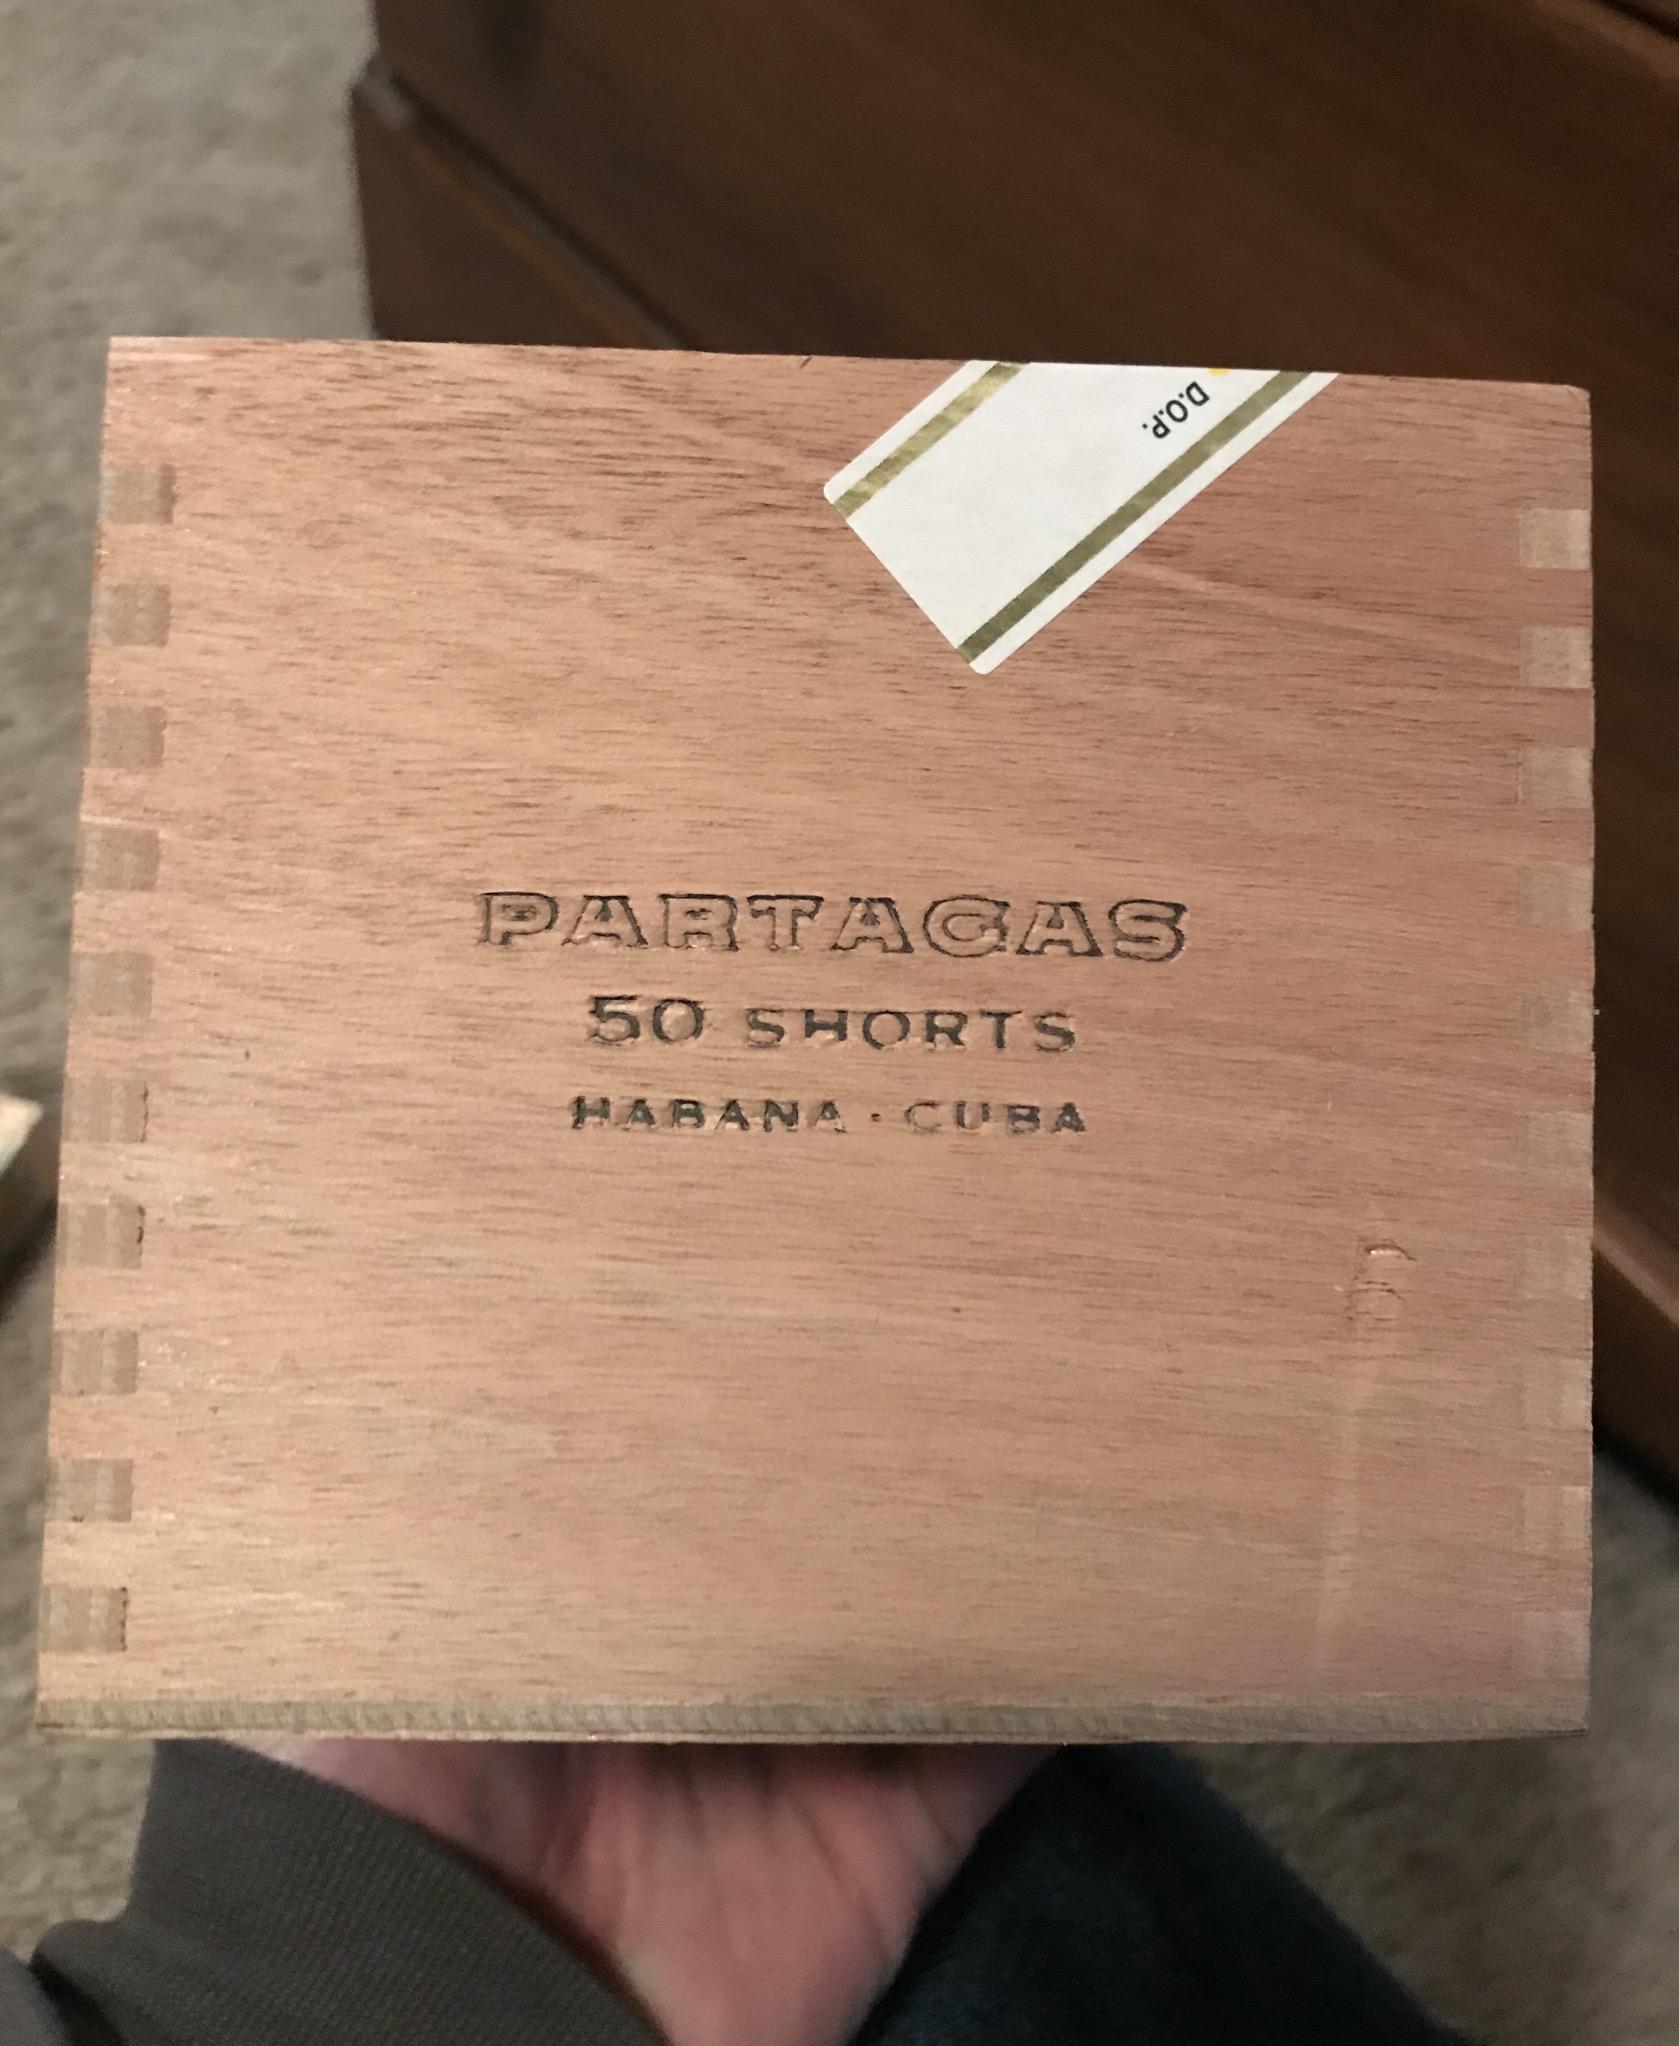 D.O.P.
PARTAGAS
50 SHORTS
HABANA · CUBA